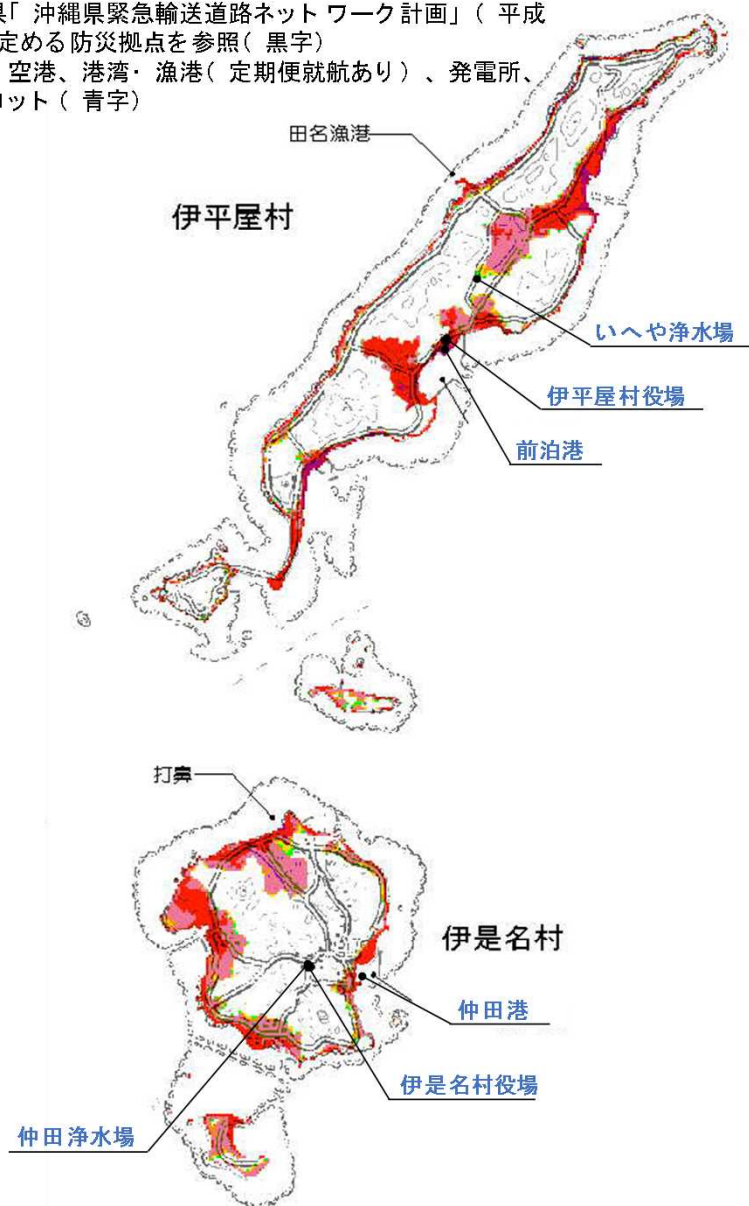 県「 沖縄県緊急輸送道路ネット ワーク 計画」( 平成
定める防災拠点を参照( 黒字)
空港、港湾・ 漁港( 定期便就航あり) 、発電所、
ット ( 青字)
田名漁港
伊平屋村
いへや浄水場
伊平屋村役場
前泊港
打鼻
伊是名村
仲田港
伊是名村役場
仲田浄水場